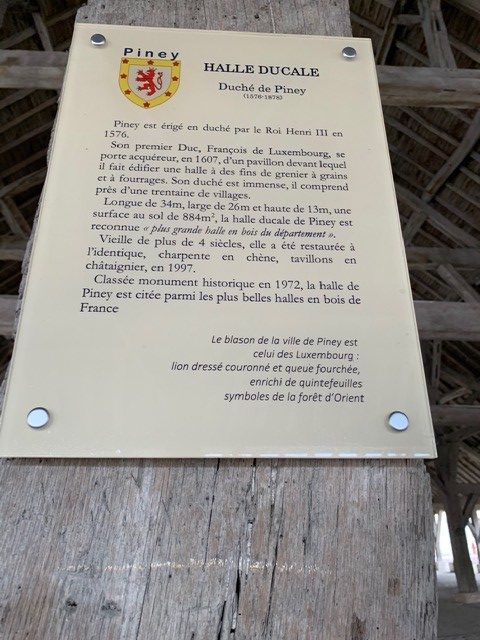 Piney
HALLE DUCALE
Duché de Piney
(1576-1878)
Piney est érigé en duché par le Roi Henri III en
1576.
Son premier Duc, François de Luxembourg, se
porte acquéreur, en 1607, d'un pavillon devant lequel
il fait édifier une halle à des fins de grenier à grains
et à fourrages. Son duché est immense, il comprend
près d'une trentaine de villages.
Longue de 34m, large de 26m et haute de 13m, une
surface au sol de 884m², la halle ducale de Piney est
reconnue « plus grande halle en bois du département ».
Vieille de plus de 4 siècles, elle a été restaurée à
l'identique, charpente en chène, tavillons en
châtaignier, en 1997.
Classée monument historique en 1972, la halle de
Piney est citée parmi les plus belles halles en bois de
France
Le blason de la ville de Piney est
celui des Luxembourg :
lion dressé couronné et queue fourchée,
enrichi de quintefeuilles
symboles de la forêt d'Orient